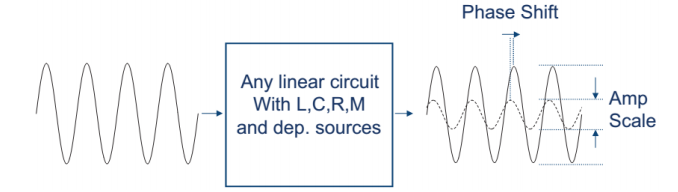 Phase Shift
Any linear circuit
With L,C,R,M
and dep. sources
Amp
Scale